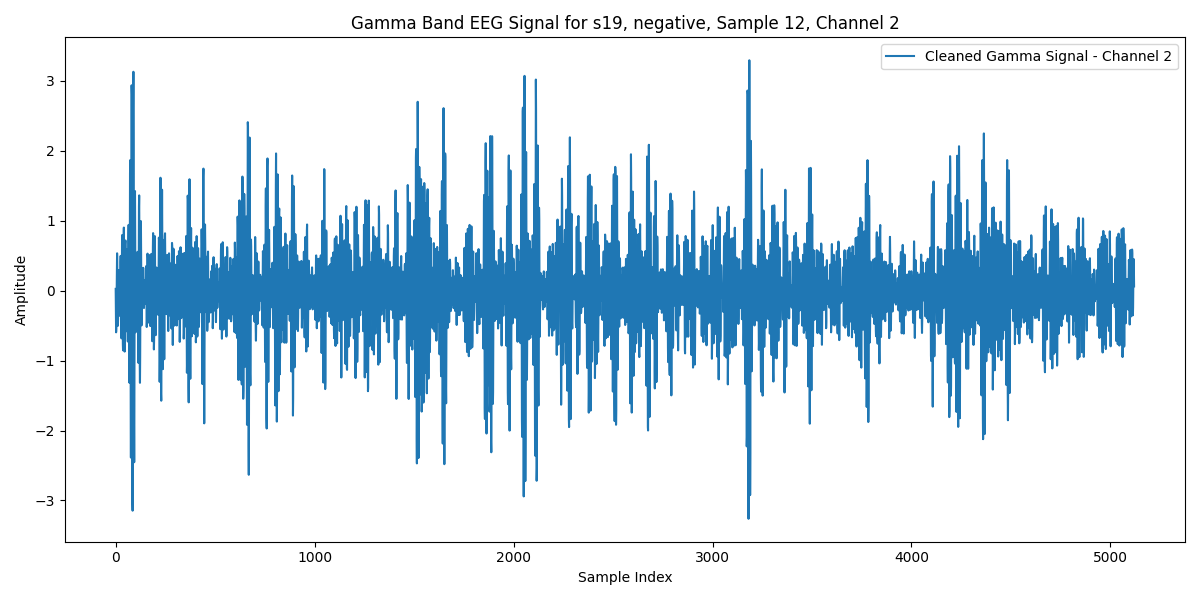 Gamma Band EEG Signal for s19, negative, Sample 12, Channel 2
Cleaned Gamma Signal - Channel 2
Amplitude
3
2
1
0
−1
−2
−3
0 1000 2000 3000 4000 5000
Sample Index